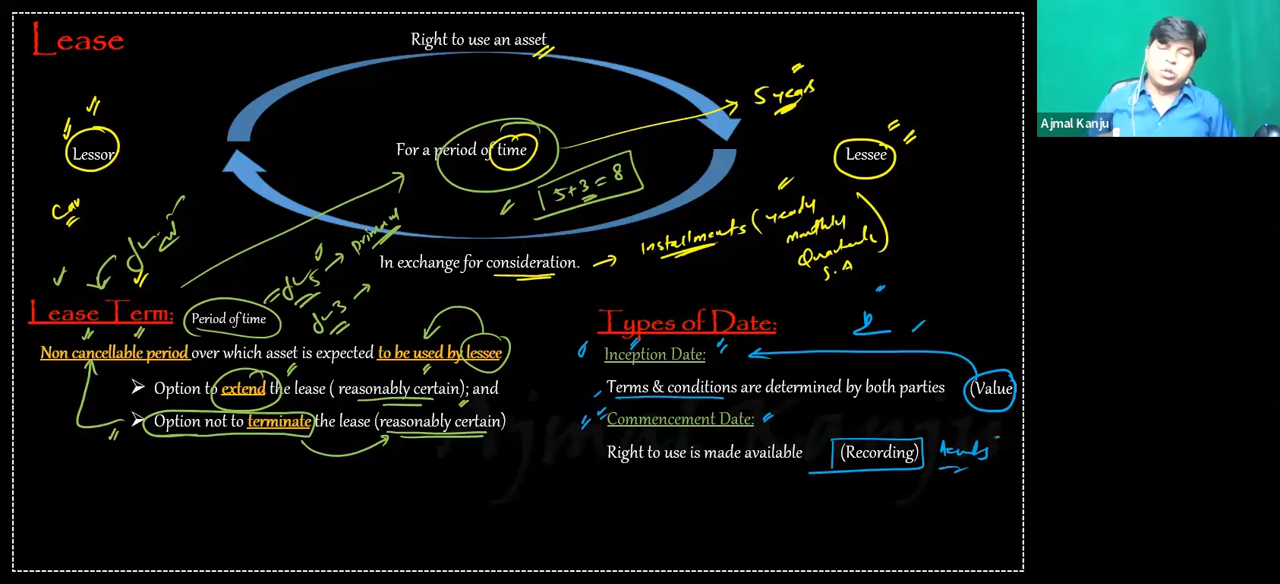 Lease
Right to use an asset
Ajmal Kanju
5 years
Lessor
For a period of time
Lessee
5+3=8
Car
Installments (yearly
Monthly
S.A
In exchange for consideration.
Lease Term:
Period of time
Types of Date:
Non cancellable period over which asset is expected to be used by lessee
Inception Date:
➤ Option to extend the lease ( reasonably certain); and
Terms & conditions are determined by both parties (Value
➤ Option not to terminate the lease (reasonably certain)
Commencement Date:
Right to use is made available (Recording)
Ajmal Kanju